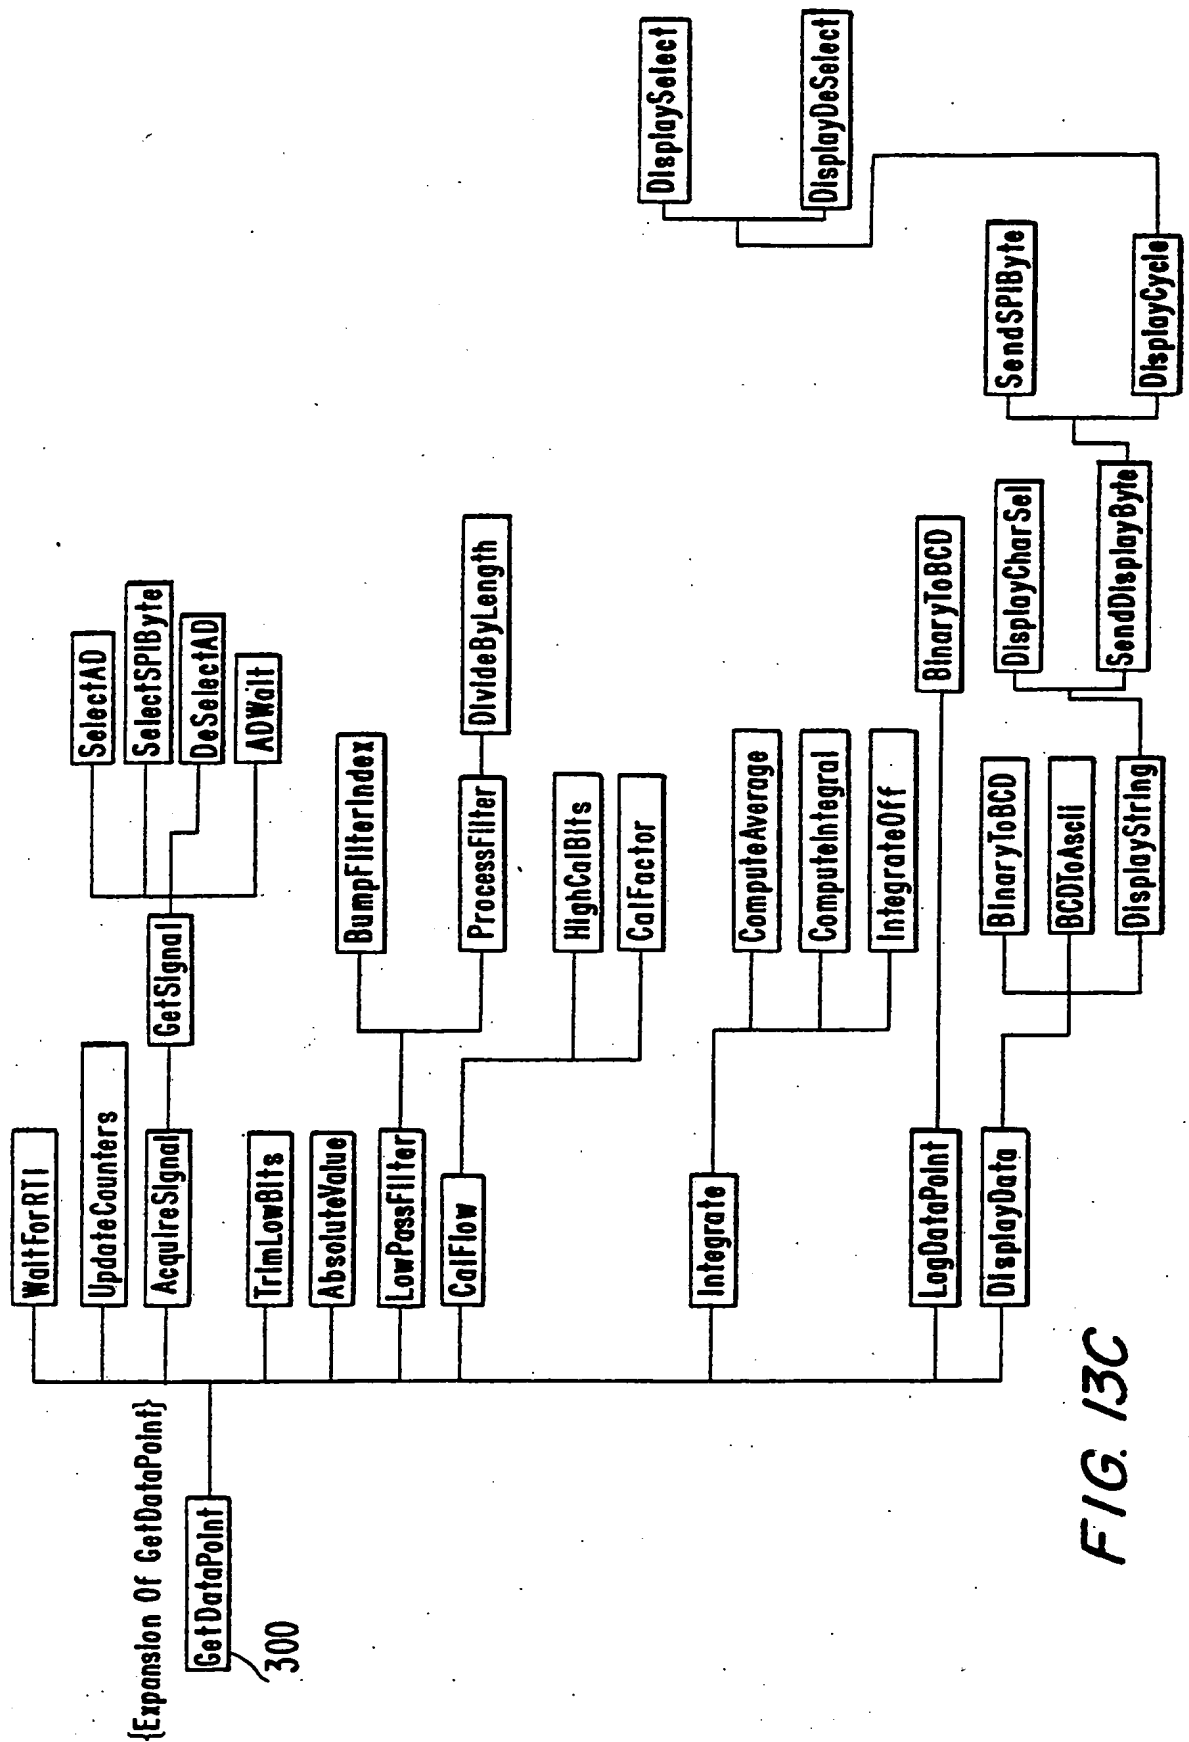 {Expansion Of GetDataPoint}
GetDataPoint
300
WaitForRTI
UpdateCounters
AcquireSignal
GetSignal
SelectAD
SelectSPIByte
DeSelectAD
ADWait
TrimLowBits
AbsoluteValue
LowPassFilter
BumpFilterIndex
ProcessFilter
DivideByLength
CalFlow
HighCalBits
CalFactor
Integrate
ComputeAverage
ComputeIntegral
IntegrateOff
LogDataPoint
BinaryToBCD
DisplayData
BinaryToBCD
BCDToAscii
DisplayString
DisplayCharSel
SendDisplayByte
SendSPIByte
DisplayCycle
DisplaySelect
DisplayDeSelect
FIG. 13C